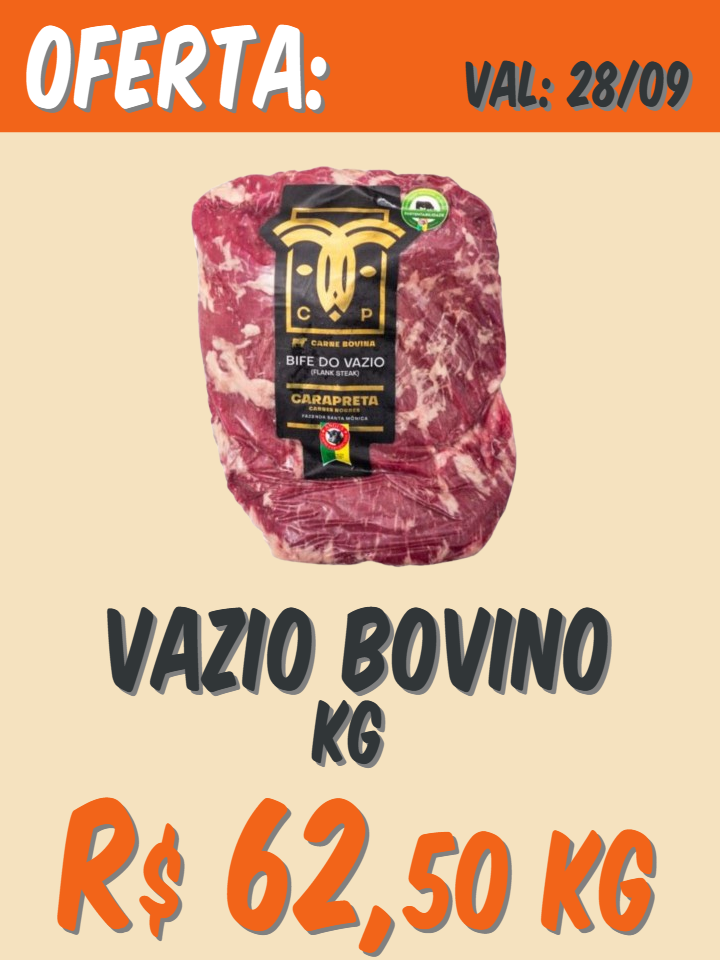 OFERTA:
VAL: 28/09
SUSTENTABILIDADE
C P
CARNE BOVINA
BIFE DO VAZIO
(FLANK STEAK)
CARAPRETA
CARNES NOBRES
FAZENDA SANTA MÔNICA
VAZIO BOVINO
KG
R$ 62,50 KG